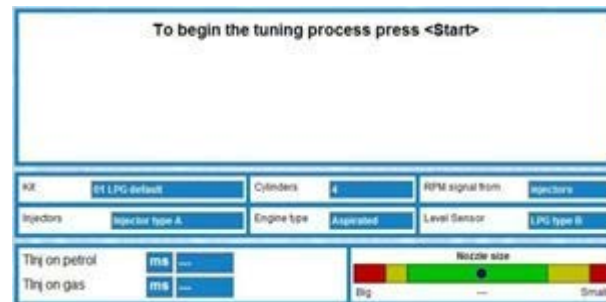 To begin the tuning process press <Start>
Kit 01 LPG default Cylinders 4 RPM signal from injectors
Injectors Injector type A Engine type Aspirated Level Sensor LPG type B
Tinj on petrol ms ---
Tinj on gas ms ---
Nozzle size
Big --- Small